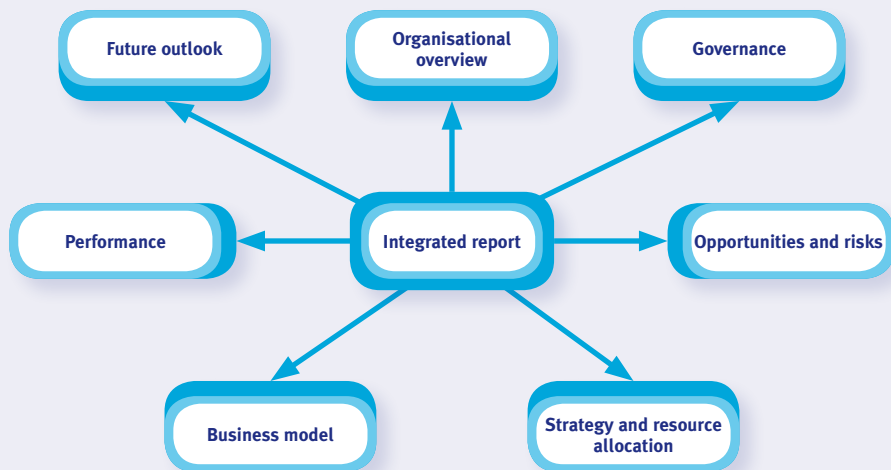 Future outlook
Organisational
overview
Governance
Performance
Integrated report
Opportunities and risks
Business model
Strategy and resource
allocation